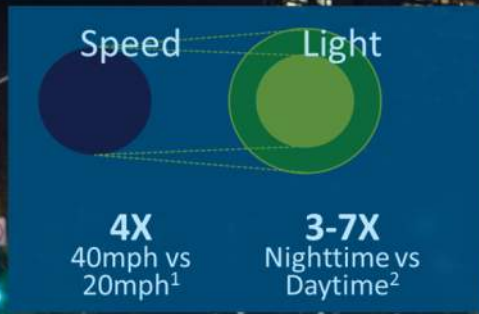 Speed
Light
4X
40mph vs
20mph¹
3-7X
Nighttime vs
Daytime²